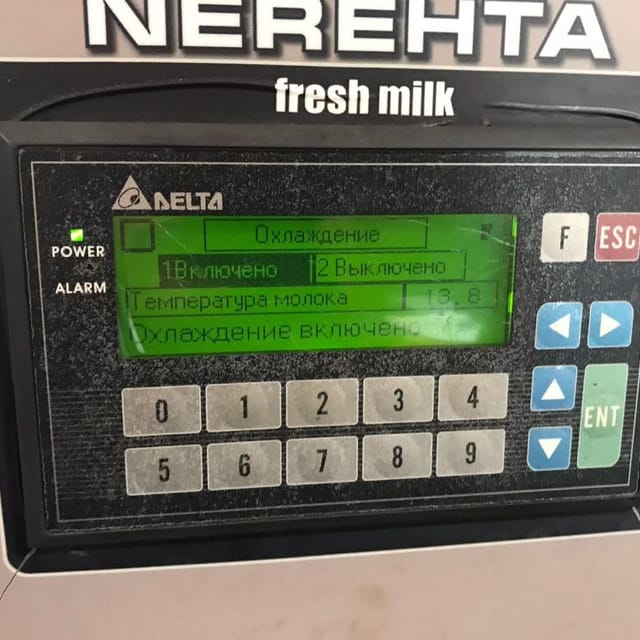 NEREHTA
fresh milk
DELTA
POWER
ALARM
Охлаждение
1Включено 2 Выключено
Температура молока 13,8
Охлаждение включено
F ESC
0 1 2 3 4
ENT
5 6 7 8 9